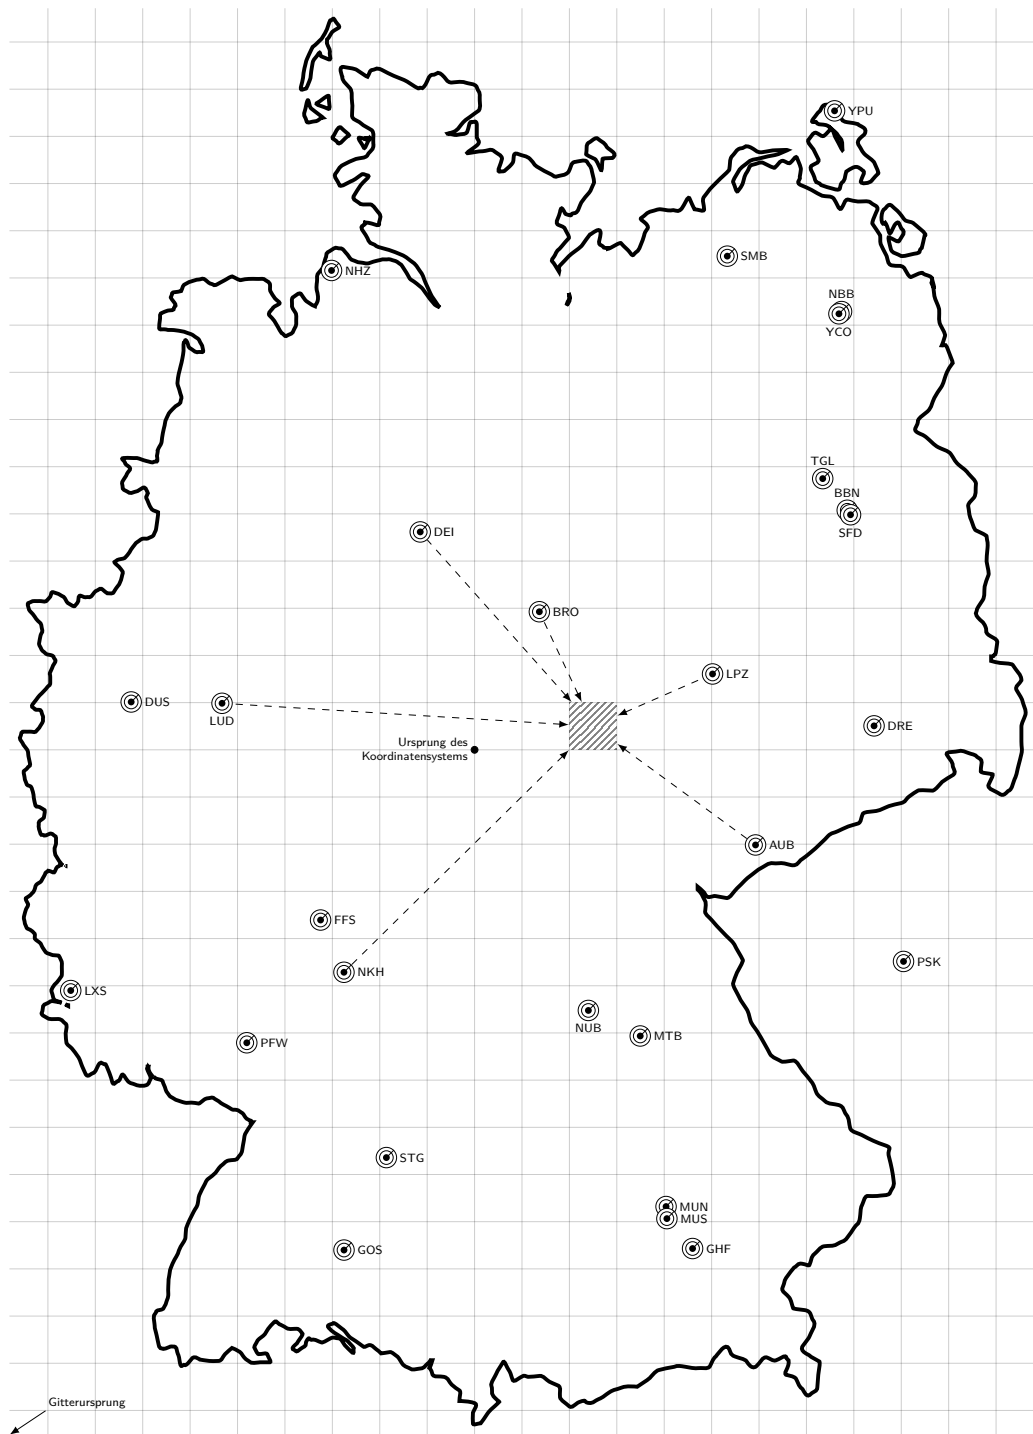 YPU
SMB
NHZ
NBB
YCO
TGL
BBN
SFD
DEI
BRO
LPZ
DUS
LUD
DRE
Ursprung des
Koordinatensystems
AUB
FFS
PSK
NKH
LXS
NUB
MTB
PFW
STG
MUN
MUS
GHF
GOS
Gitterursprung